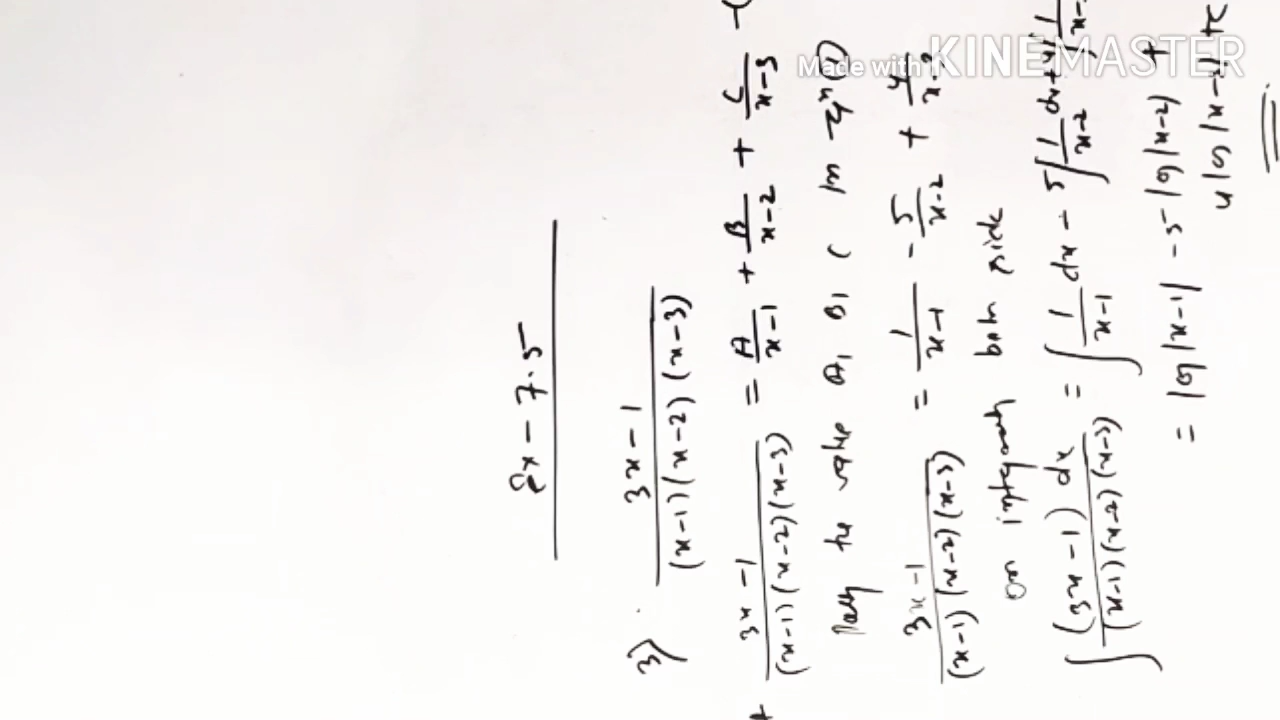 Ex - 7.5
3) . 3x-1 / (x-1)(x-2)(x-3)
3x-1 / (x-1)(x-2)(x-3) = A/x-1 + B/x-2 + C/x-3
the value A, B, C in
3x-1 / (x-1)(x-2)(x-3) = 1/x-1 - 5/x-2 + 4/x-3
on both side
∫ (3x-1) dx / (x-1)(x-2)(x-3) = ∫ 1/x-1 dx - 5∫ 1/x-2 dx + 4∫ 1/x-
= log|x-1| - 5 log|x-2| +
4 log|x-3| + c
Made with KINEMASTER